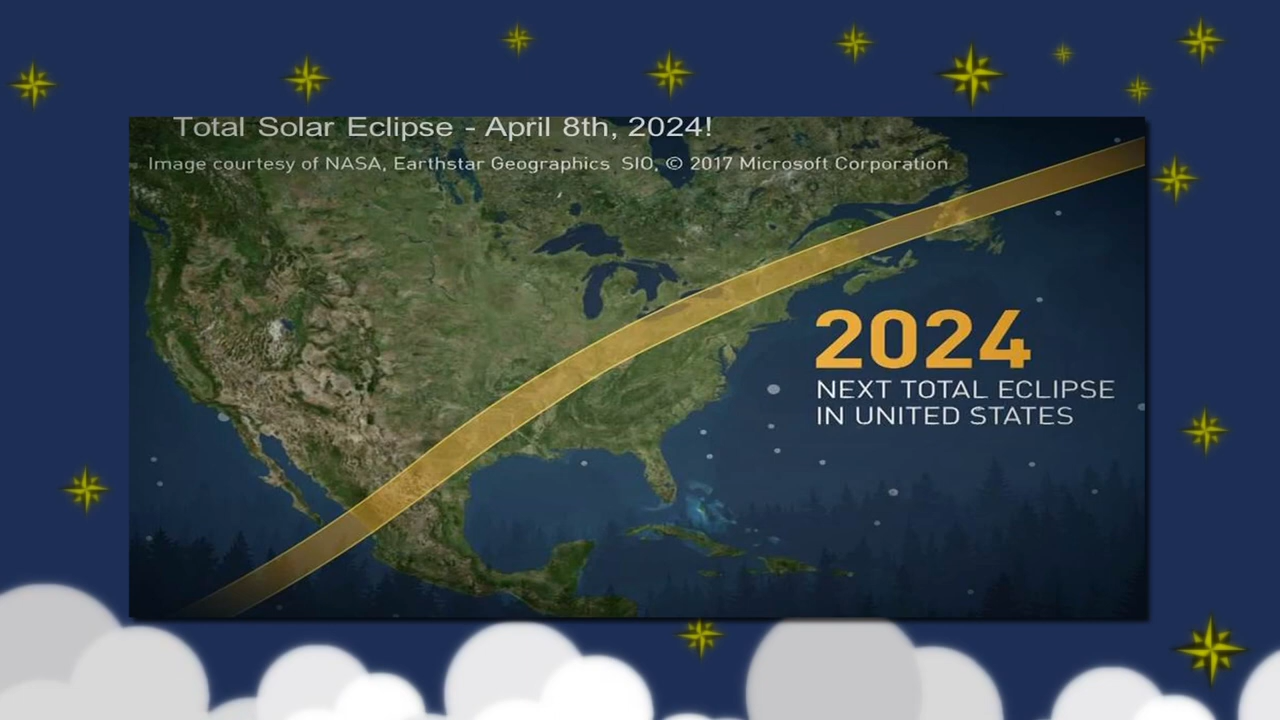 Total Solar Eclipse - April 8th, 2024!
Image courtesy of NASA, Earthstar Geographics SIO, © 2017 Microsoft Corporation.
2024
NEXT TOTAL ECLIPSE
IN UNITED STATES